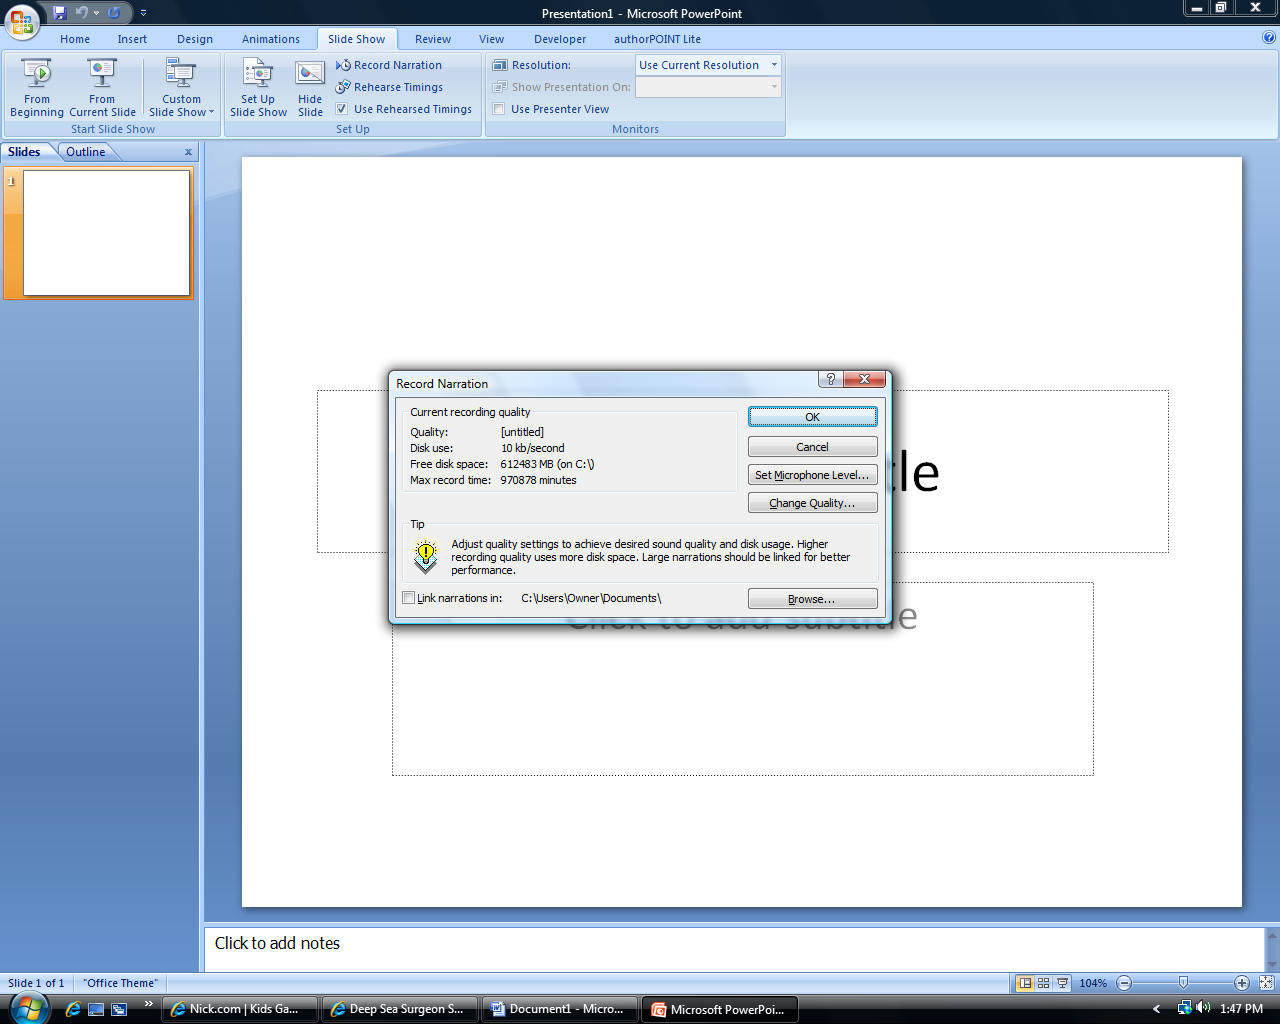 Presentation1 - Microsoft PowerPoint
Home Insert Design Animations Slide Show Review View Developer authorPOINT Lite
From Beginning
From Current Slide
Custom Slide Show
Start Slide Show
Set Up Slide Show
Hide Slide
Record Narration
Rehearse Timings
Use Rehearsed Timings
Set Up
Resolution: Use Current Resolution
Show Presentation On:
Use Presenter View
Monitors
Slides Outline x
1
Record Narration ?
Current recording quality
Quality: [untitled]
Disk use: 10 kb/second
Free disk space: 612483 MB (on C:\)
Max record time: 970878 minutes
OK
Cancel
Set Microphone Level...
Change Quality...
Tip
Adjust quality settings to achieve desired sound quality and disk usage. Higher
recording quality uses more disk space. Large narrations should be linked for better
performance.
Link narrations in: C:\Users\Owner\Documents\
Browse...
tle
Click to add subtitle
Click to add notes
Slide 1 of 1 "Office Theme" 104%
Nick.com | Kids Ga... Deep Sea Surgeon S... Document1 - Micro... Microsoft PowerPoi... 1:47 PM